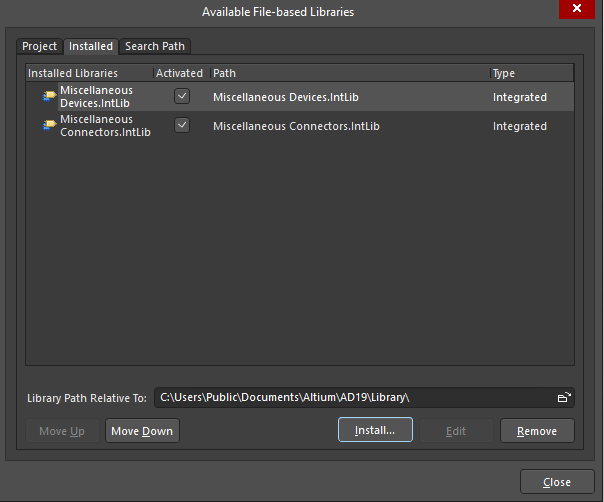 Available File-based Libraries
Project Installed Search Path
Installed Libraries Activated Path Type
Miscellaneous
Devices.IntLib Miscellaneous Devices.IntLib Integrated
Miscellaneous
Connectors.IntLib Miscellaneous Connectors.IntLib Integrated
Library Path Relative To: C:\Users\Public\Documents\Altium\AD19\Library\
Move Up Move Down Install... Edit Remove
Close